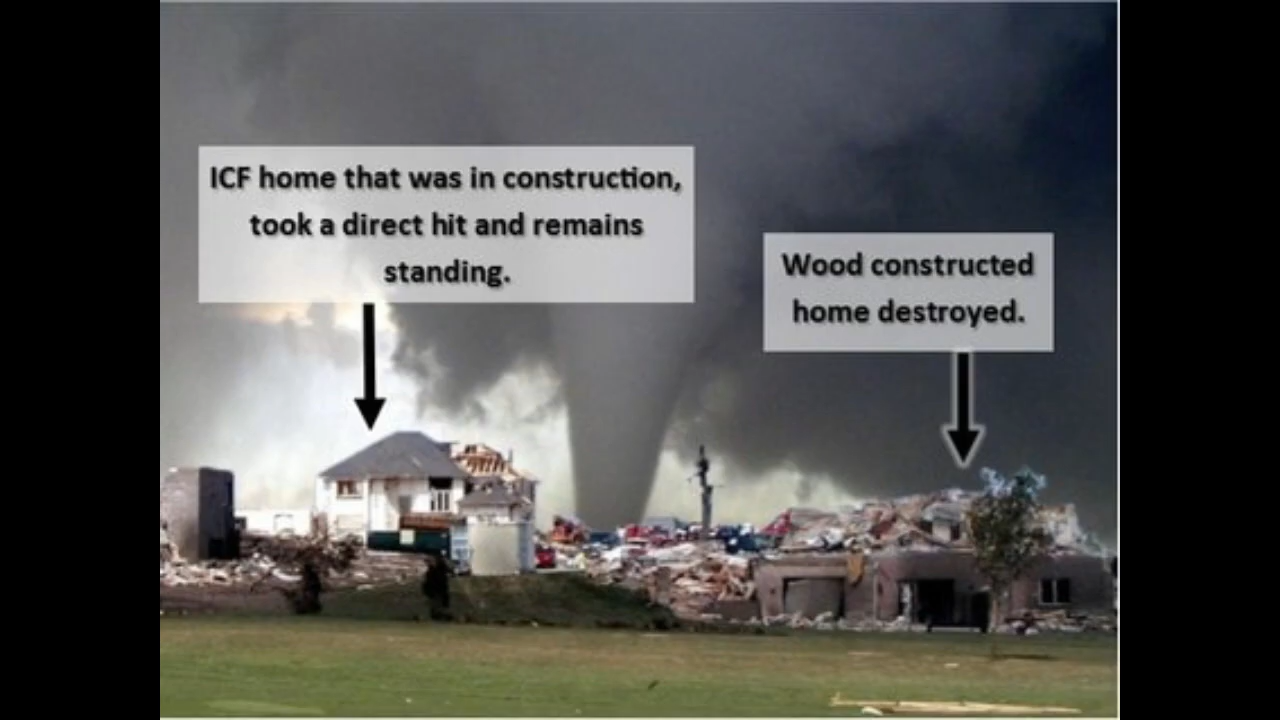 ICF home that was in construction,
took a direct hit and remains
standing.
Wood constructed
home destroyed.